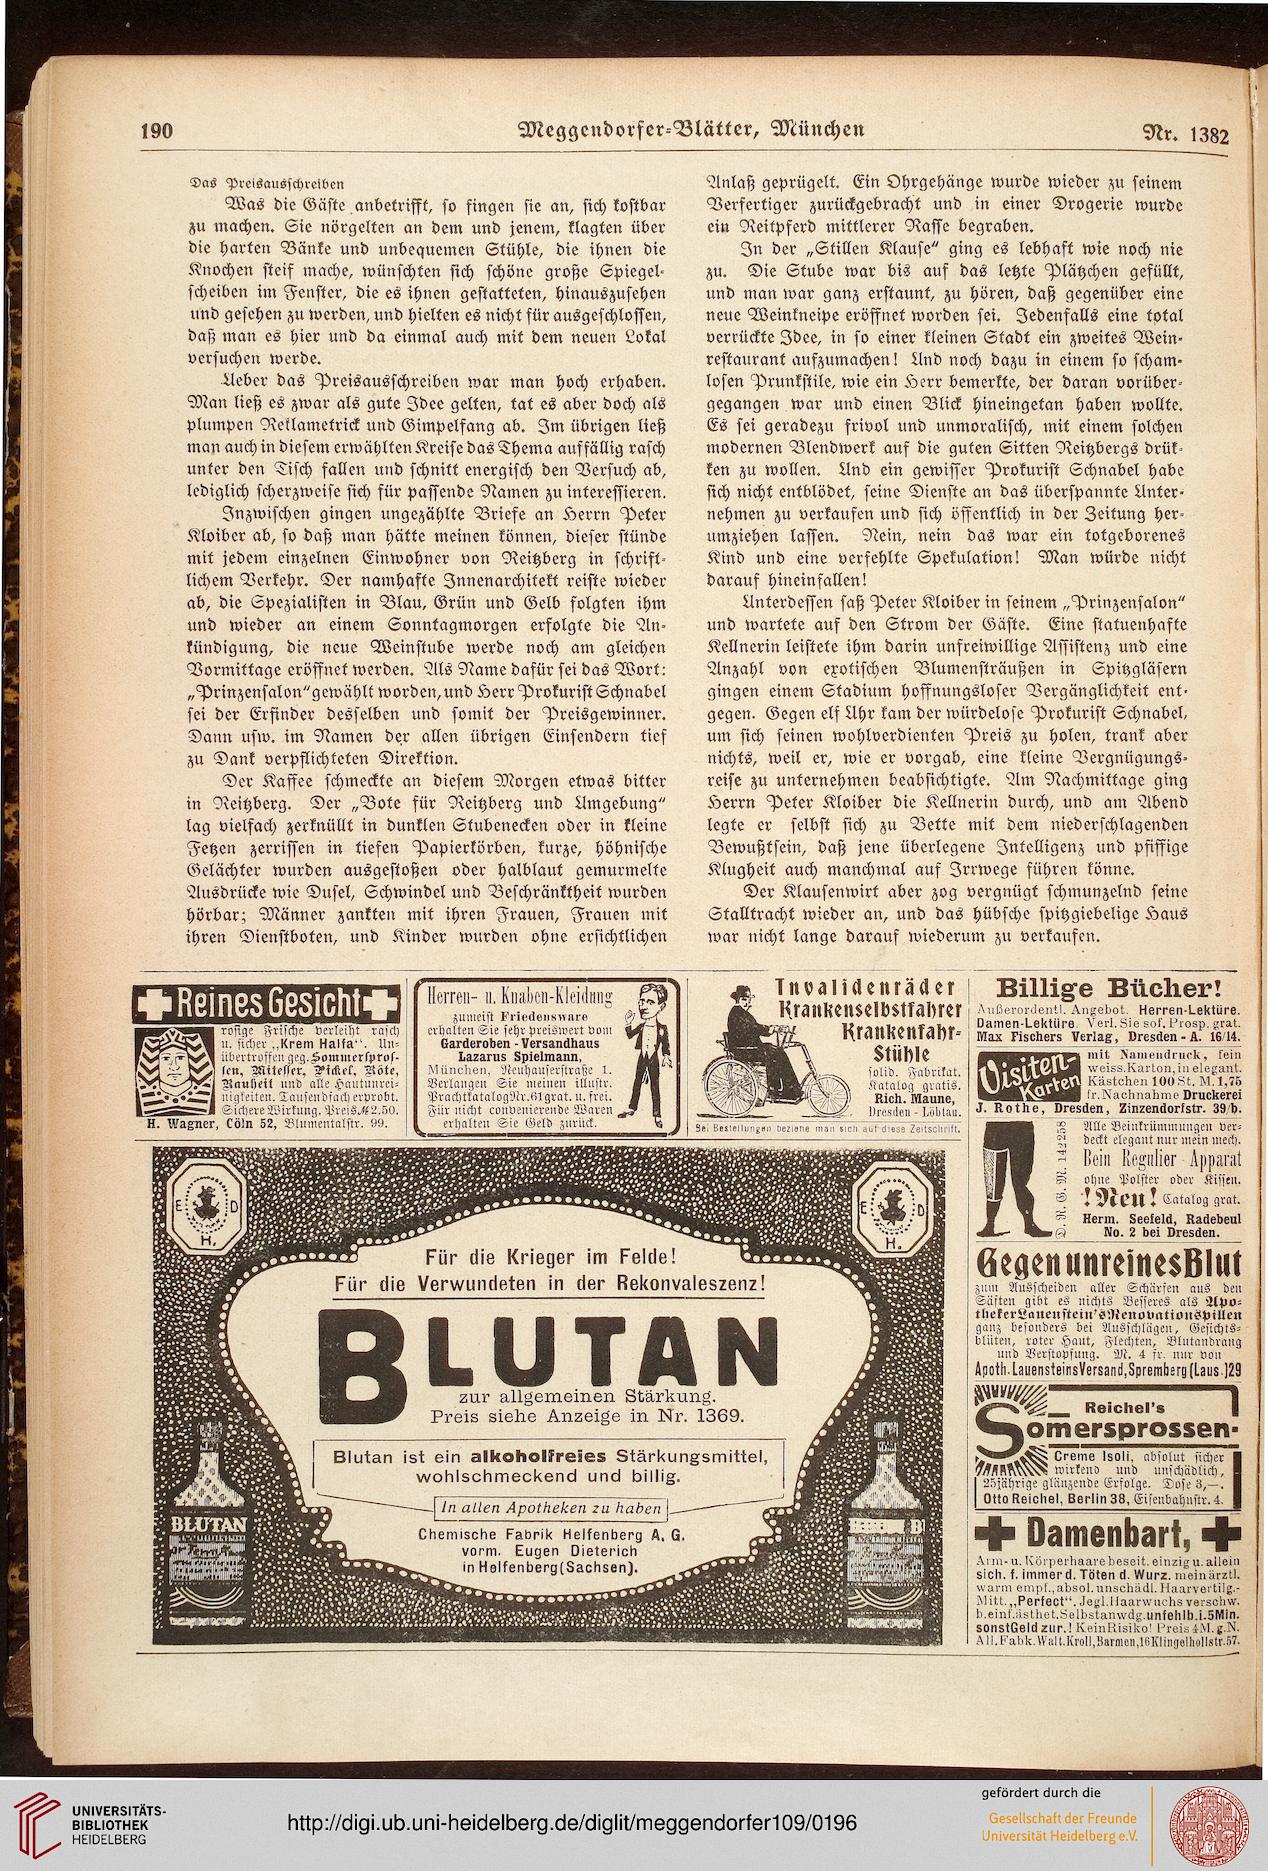 190
Meggendorfer-Blätter, München
Nr. 1382
Das Preisausschreiben
Was die Gäste anbetrifft, so fingen sie an, sich kostbar
zu machen. Sie nörgelten an dem und jenem, klagten über
die harten Bänke und unbequemen Stühle, die ihnen die
Knochen steif mache, wünschten sich schöne große Spiegel-
scheiben im Fenster, die es ihnen gestatteten, hinauszusehen
und gesehen zu werden, und hielten es nicht für ausgeschlossen,
daß man es hier und da einmal auch mit dem neuen Lokal
versuchen werde.
Ueber das Preisausschreiben war man hoch erhaben.
Man ließ es zwar als gute Idee gelten, tat es aber doch als
plumpen Reklametrick und Gimpelfang ab. Im übrigen ließ
man auch in diesem erwählten Kreise das Thema auffällig rasch
unter den Tisch fallen und schnitt energisch den Versuch ab,
lediglich scherzweise sich für passende Namen zu interessieren.
Inzwischen gingen ungezählte Briefe an Herrn Peter
Kloiber ab, so daß man hätte meinen können, dieser stünde
mit jedem einzelnen Einwohner von Reitzberg in schrift-
lichem Verkehr. Der namhafte Innenarchitekt reiste wieder
ab, die Spezialisten in Blau, Grün und Gelb folgten ihm
und wieder an einem Sonntagmorgen erfolgte die An-
kündigung, die neue Weinstube werde noch am gleichen
Vormittage eröffnet werden. Als Name dafür sei das Wort:
„Prinzensalon" gewählt worden, und Herr Prokurist Schnabel
sei der Erfinder desselben und somit der Preisgewinner.
Dann usw. im Namen der allen übrigen Einsendern tief
zu Dank verpflichteten Direktion.
Der Kaffee schmeckte an diesem Morgen etwas bitter
in Reitzberg. Der „Bote für Reitzberg und Umgebung"
lag vielfach zerknüllt in dunklen Stubenecken oder in kleine
Fetzen zerrissen in tiefen Papierkörben, kurze, höhnische
Gelächter wurden ausgestoßen oder halblaut gemurmelte
Ausdrücke wie Dusel, Schwindel und Beschränktheit wurden
hörbar; Männer zankten mit ihren Frauen, Frauen mit
ihren Dienstboten, und Kinder wurden ohne ersichtlichen
Anlaß geprügelt. Ein Ohrgehänge wurde wieder zu seinem
Verfertiger zurückgebracht und in einer Drogerie wurde
ein Reitpferd mittlerer Rasse begraben.
In der „Stillen Klause" ging es lebhaft wie noch nie
zu. Die Stube war bis auf das letzte Plätzchen gefüllt,
und man war ganz erstaunt, zu hören, daß gegenüber eine
neue Weinkneipe eröffnet worden sei. Jedenfalls eine total
verrückte Idee, in so einer kleinen Stadt ein zweites Wein-
restaurant aufzumachen! Und noch dazu in einem so scham-
losen Prunkstile, wie ein Herr bemerkte, der daran vorüber-
gegangen war und einen Blick hineingetan haben wollte.
Es sei geradezu frivol und unmoralisch, mit einem solchen
modernen Blendwerk auf die guten Sitten Reitzbergs drük-
ken zu wollen. Und ein gewisser Prokurist Schnabel habe
sich nicht entblödet, seine Dienste an das überspannte Unter-
nehmen zu verkaufen und sich öffentlich in der Zeitung her-
umziehen lassen. Nein, nein das war ein totgeborenes
Kind und eine verfehlte Spekulation! Man würde nicht
darauf hineinfallen!
Unterdessen saß Peter Kloiber in seinem „Prinzensalon"
und wartete auf den Strom der Gäste. Eine statuenhafte
Kellnerin leistete ihm darin unfreiwillige Assistenz und eine
Anzahl von exotischen Blumensträußen in Spitzgläsern
gingen einem Stadium hoffnungsloser Vergänglichkeit ent-
gegen. Gegen elf Uhr kam der würdelose Prokurist Schnabel,
um sich seinen wohlverdienten Preis zu holen, trank aber
nichts, weil er, wie er vorgab, eine kleine Vergnügungs-
reise zu unternehmen beabsichtigte. Am Nachmittage ging
Herrn Peter Kloiber die Kellnerin durch, und am Abend
legte er selbst sich zu Bette mit dem niederschlagenden
Bewußtsein, daß jene überlegene Intelligenz und pfiffige
Klugheit auch manchmal auf Irrwege führen könne.
Der Klausenwirt aber zog vergnügt schmunzelnd seine
Stalltracht wieder an, und das hübsche spitzgiebelige Haus
war nicht lange darauf wiederum zu verkaufen.
Reines Gesicht
rosige Frische verleiht rasch
u. sicher „Krem Halfa". Un-
übertroffen geg. Sommerspros-
sen, Mitesser, Pickel, Röte,
Rauheit und alle Hautunrei-
nigkeiten. Tausendfach erprobt.
Sichere Wirkung. Preis ℳ 2.50.
H. Wagner, Cöln 52, Blumentalstr. 99.
Herren- u. Knaben-Kleidung
zumeist Friedensware
erhalten Sie sehr preiswert vom
Garderoben-Versandhaus
Lazarus Spielmann,
München, Neuhauserstraße 1.
Verlangen Sie meinen illustr.
Prachtkatalog Nr. 61 grat. u. frei.
Für nicht convenierende Waren
erhalten Sie Geld zurück.
Invalidenräder
Krankenselbstfahrer
Krankenfahr-
Stühle
solid. Fabrikat.
Katalog gratis.
Rich. Maune,
Dresden-Löbtau.
Bei Bestellungen beziehe man sich auf diese Zeitschrift.
Billige Bücher!
Außerordentl. Angebot. Herren-Lektüre.
Damen-Lektüre. Verl. Sie sof. Prosp. grat.
Max Fischers Verlag, Dresden-A. 16/14.
Visiten-
Karten
mit Namendruck, fein
weiss. Karton, in elegant.
Kästchen 100 St. M. 1,75
fr. Nachnahme Druckerei
J. Rothe, Dresden, Zinzendorfstr. 39/b.
D. R. G. M. 142258
Alle Beinkrümmungen ver-
deckt elegant nur mein mech.
Bein Regulier-Apparat
ohne Polster oder Kissen.
! Neu! Catalog grat.
Herm. Seefeld, Radebeul
No. 2 bei Dresden.
Gegen unreines Blut
zum Ausscheiden aller Schärfen aus den
Säften gibt es nichts Besseres als Apo-
theker Lauenstein's Renovationspillen
ganz besonders bei Ausschlägen, Gesichts-
blüten, roter Haut, Flechten, Blutandrang
und Verstopfung. M. 4 fr. nur von
Apoth. Lauensteins Versand, Spremberg (Laus.) 29
Reichel's
Somersprossen-
Creme Isoli, absolut sicher
wirkend und unschädlich,
25jährige glänzende Erfolge. Dose 3,—.
Otto Reichel, Berlin 38, Eisenbahnstr. 4.
Damenbart,
Arm- u. Körperhaare beseit. einzig u. allein
sich. f. immer d. Töten d. Wurz. mein ärztl.
warm empf., absol. unschädl. Haarvertilg.-
Mitt. „Perfect". Jegl. Haarwuchs verschw.
b. einf. ästhet. Selbstanwdg. unfehlb. i. 5 Min.
sonst Geld zur.! Kein Risiko! Preis 4 M. g. N.
All. Fabk. Walt. Kroll, Barmen, 16 Klingelhollstr. 57.
E D
H.
E D
H.
Für die Krieger im Felde!
Für die Verwundeten in der Rekonvaleszenz!
BLUTAN
zur allgemeinen Stärkung.
Preis siehe Anzeige in Nr. 1369.
Blutan ist ein alkoholfreies Stärkungsmittel,
wohlschmeckend und billig.
In allen Apotheken zu haben
Chemische Fabrik Helfenberg A. G.
vorm. Eugen Dieterich
in Helfenberg (Sachsen).
BLUTAN
B
UNIVERSITÄTS-
BIBLIOTHEK
HEIDELBERG
http://digi.ub.uni-heidelberg.de/diglit/meggendorfer109/0196
gefördert durch die
Gesellschaft der Freunde
Universität Heidelberg e.V.